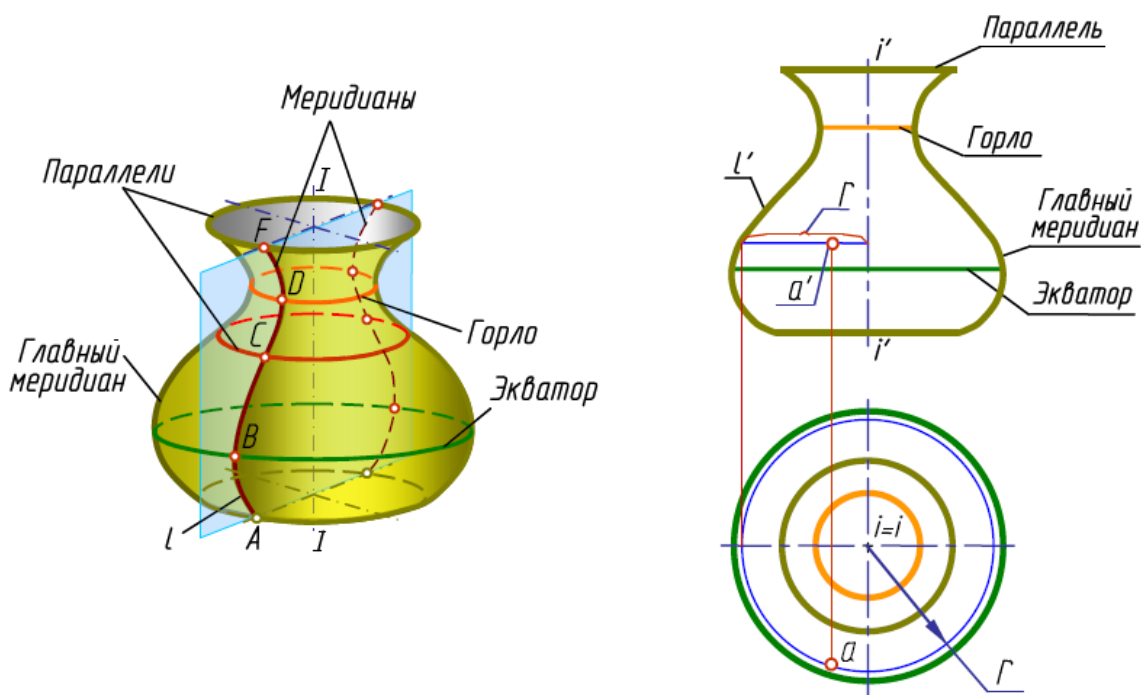 Меридианы
Параллели
I
F
D
C
Горло
Главный
меридиан
Экватор
B
l
A
I
i'
Параллель
Горло
l'
Г
Главный
меридиан
a'
Экватор
i'
i=i
a
Г